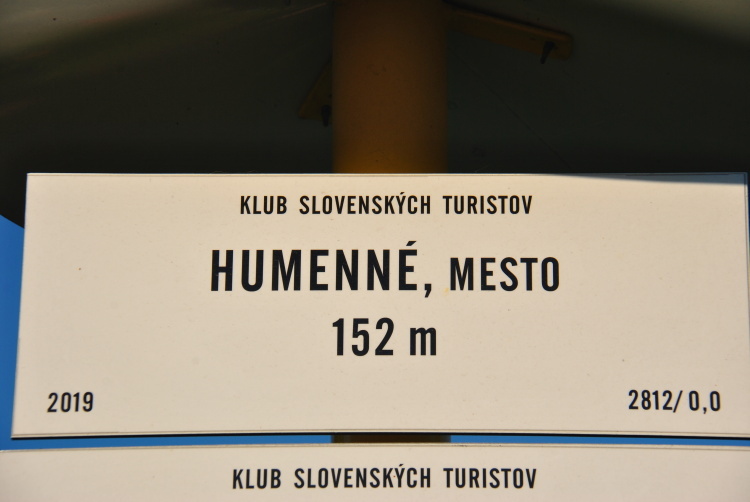 KLUB SLOVENSKÝCH TURISTOV
HUMENNÉ, MESTO
152 m
2019 2812/0,0
KLUB SLOVENSKÝCH TURISTOV